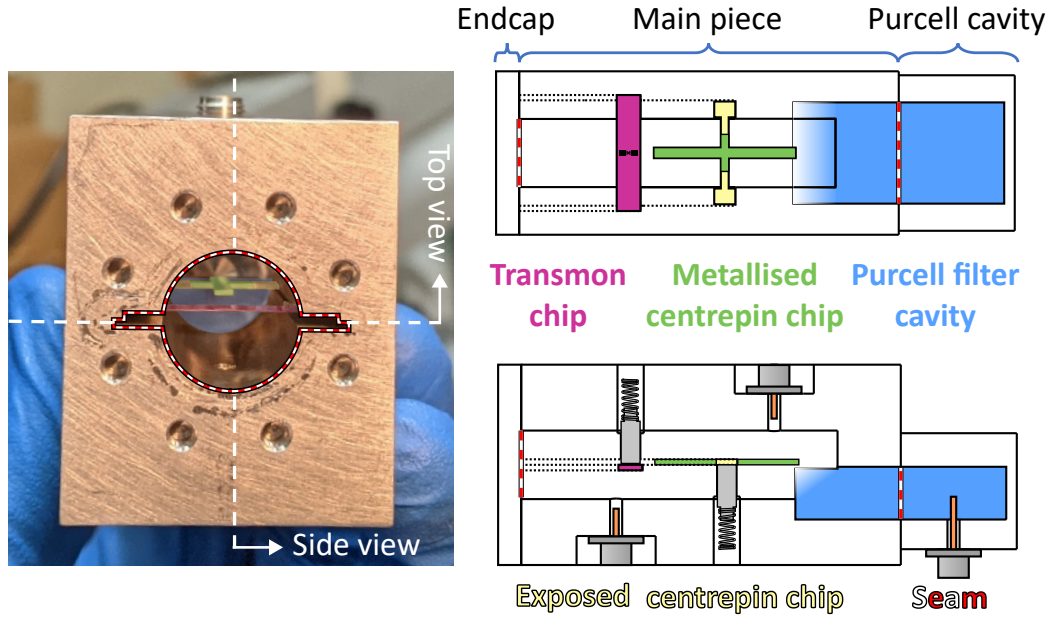 Endcap Main piece Purcell cavity
Top view
Side view
Transmon chip
Metallised centrepin chip
Purcell filter cavity
Exposed centrepin chip
Seam